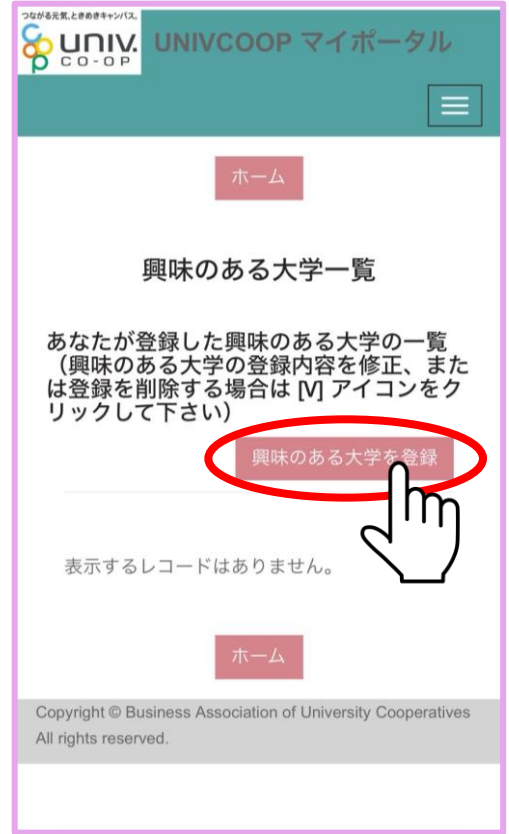 つながる元気、ときめきキャンパス。
UNIV.
CO-OP
UNIVCOOP マイポータル
ホーム
興味のある大学一覧
あなたが登録した興味のある大学の一覧
（興味のある大学の登録内容を修正、また
は登録を削除する場合は [V] アイコンをク
リックして下さい）
興味のある大学を登録
表示するレコードはありません。
ホーム
Copyright © Business Association of University Cooperatives
All rights reserved.